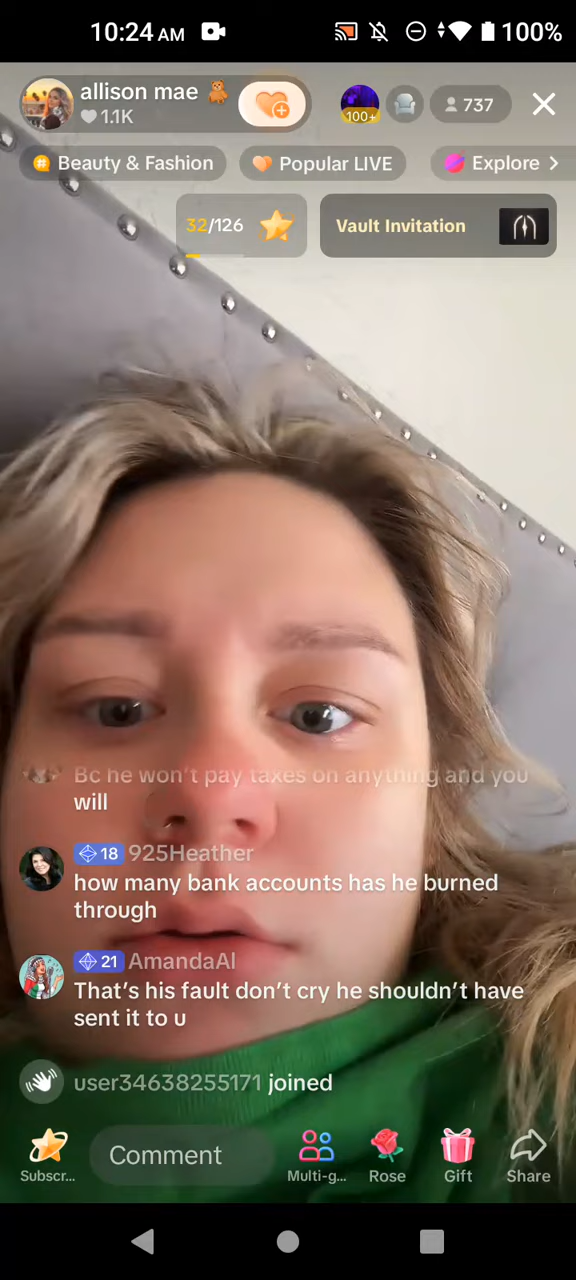 10:24 AM 100%
allison mae
1.1K
100+
737
Beauty & Fashion
Popular LIVE
Explore >
32/126
Vault Invitation
Bc he won't pay taxes on anything and you
will
18 925Heather
how many bank accounts has he burned
through
21 AmandaAl
That's his fault don't cry he shouldn't have
sent it to u
user34638255171 joined
Subscr...
Comment
Multi-g...
Rose
Gift
Share